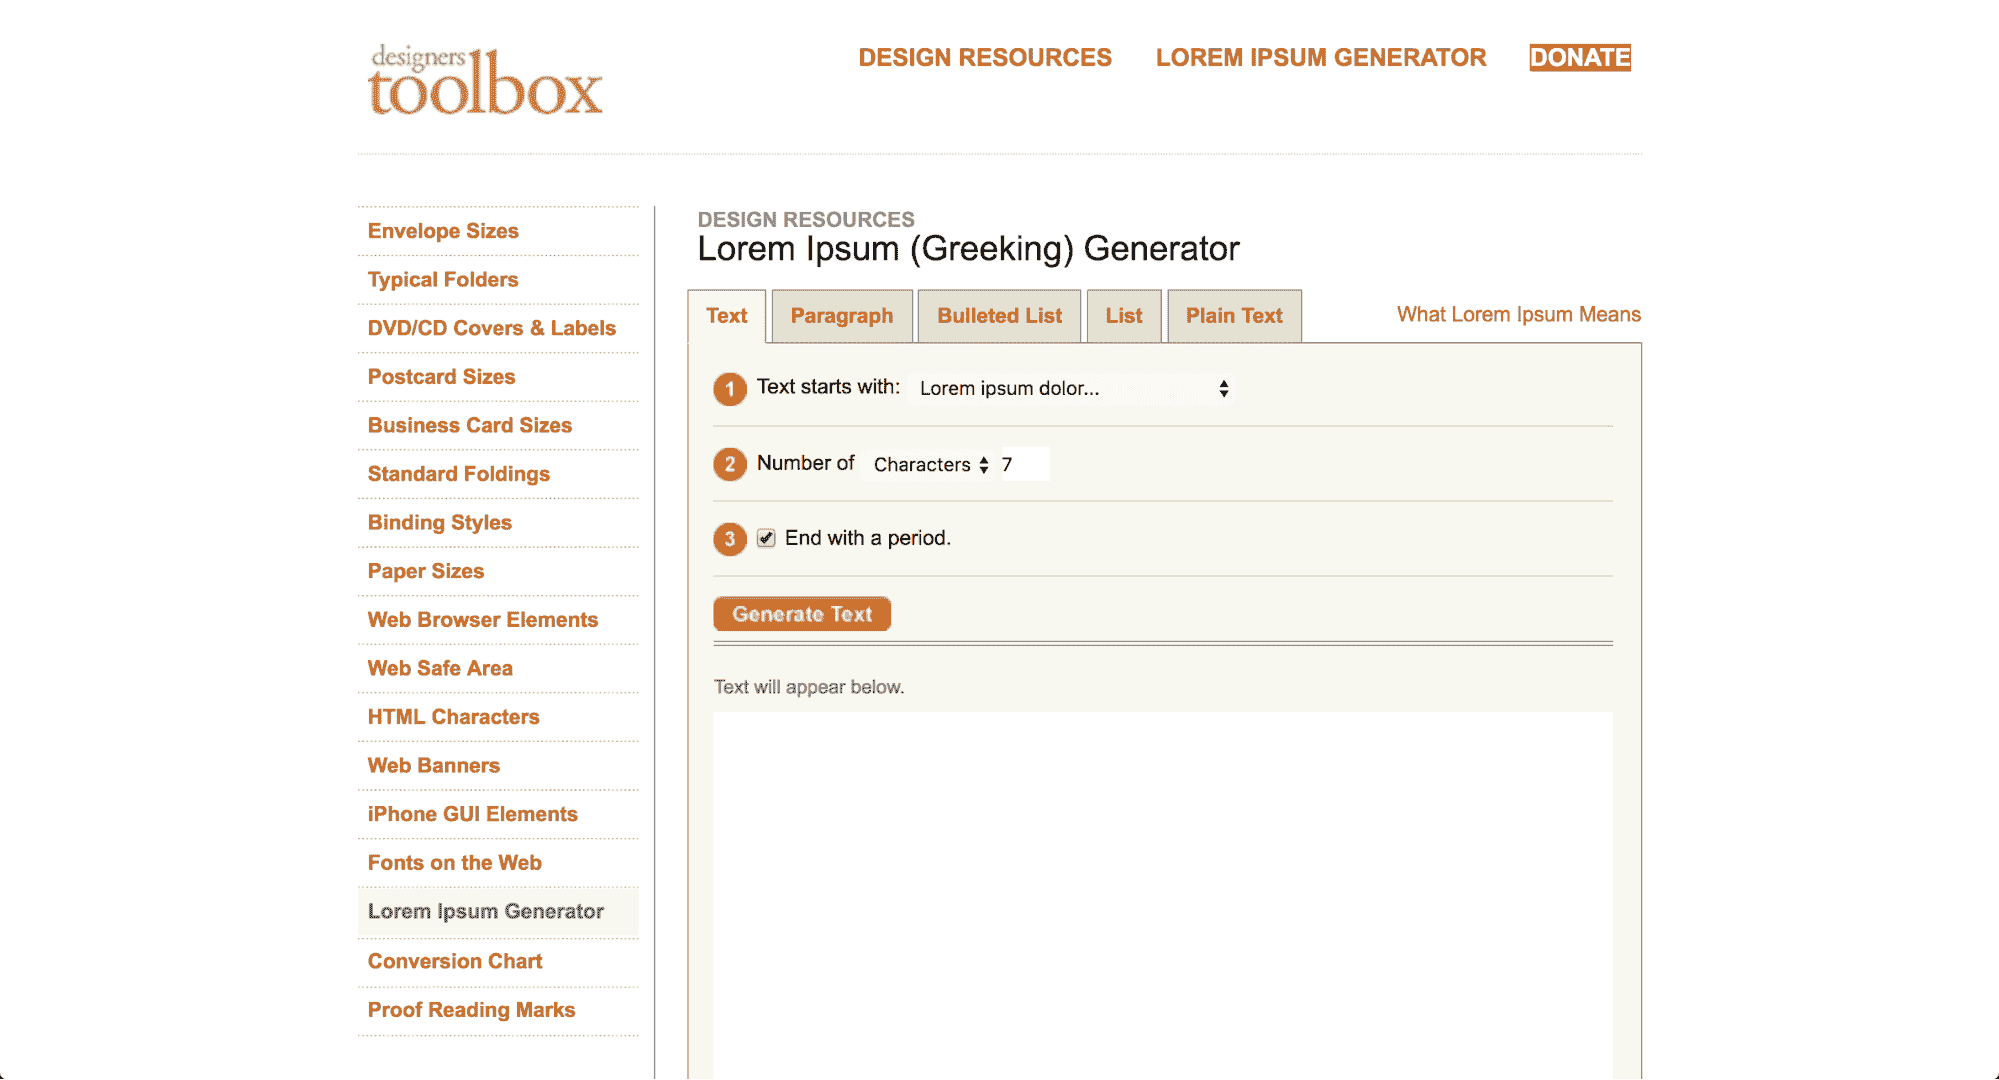 designers
toolbox
DESIGN RESOURCES LOREM IPSUM GENERATOR DONATE
Envelope Sizes
Typical Folders
DVD/CD Covers & Labels
Postcard Sizes
Business Card Sizes
Standard Foldings
Binding Styles
Paper Sizes
Web Browser Elements
Web Safe Area
HTML Characters
Web Banners
iPhone GUI Elements
Fonts on the Web
Lorem Ipsum Generator
Conversion Chart
Proof Reading Marks
DESIGN RESOURCES
Lorem Ipsum (Greeking) Generator
Text Paragraph Bulleted List List Plain Text What Lorem Ipsum Means
1 Text starts with: Lorem ipsum dolor...
2 Number of Characters 7
3 End with a period.
Generate Text
Text will appear below.